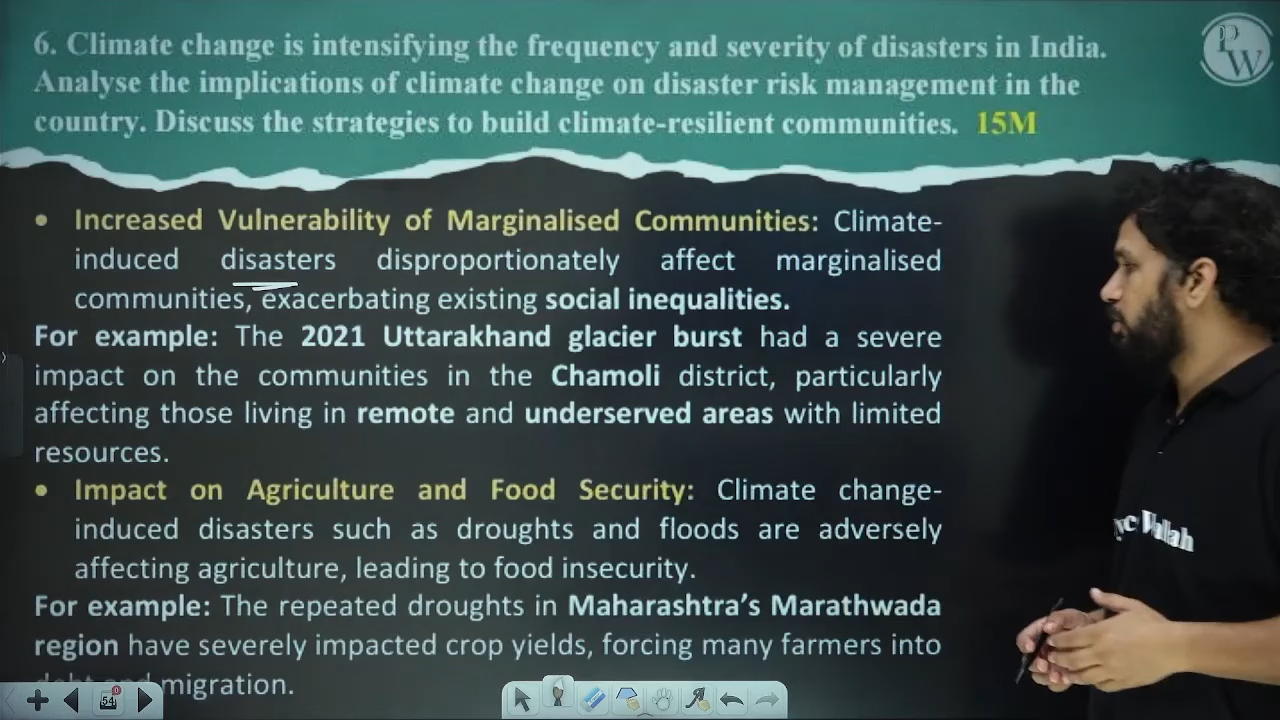 6. Climate change is intensifying the frequency and severity of disasters in India.
Analyse the implications of climate change on disaster risk management in the
country. Discuss the strategies to build climate-resilient communities. 15M
PW
• Increased Vulnerability of Marginalised Communities: Climate-
induced disasters disproportionately affect marginalised
communities, exacerbating existing social inequalities.
For example: The 2021 Uttarakhand glacier burst had a severe
impact on the communities in the Chamoli district, particularly
affecting those living in remote and underserved areas with limited
resources.
• Impact on Agriculture and Food Security: Climate change-
induced disasters such as droughts and floods are adversely
affecting agriculture, leading to food insecurity.
For example: The repeated droughts in Maharashtra's Marathwada
region have severely impacted crop yields, forcing many farmers into
debt and migration.
54